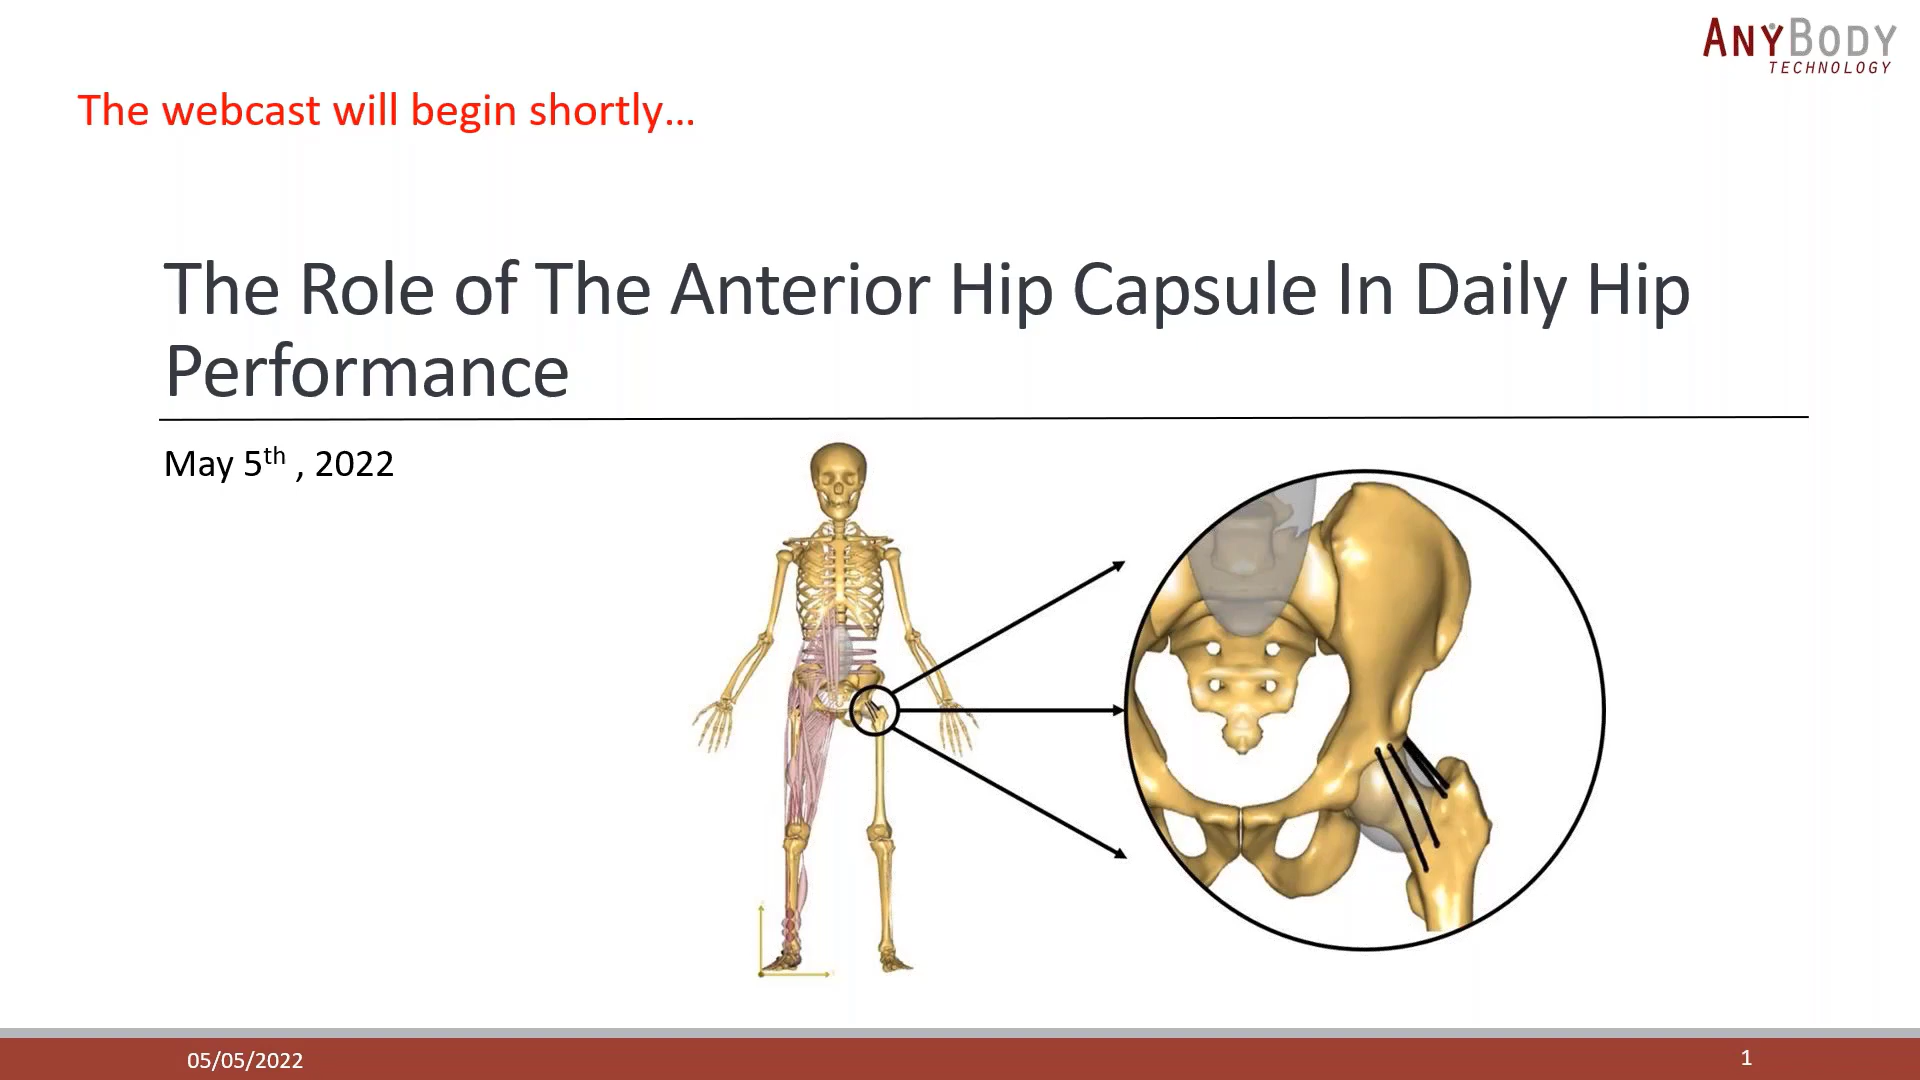 ANYBODY
TECHNOLOGY
The webcast will begin shortly...
The Role of The Anterior Hip Capsule In Daily Hip
Performance
May 5th , 2022
05/05/2022
1